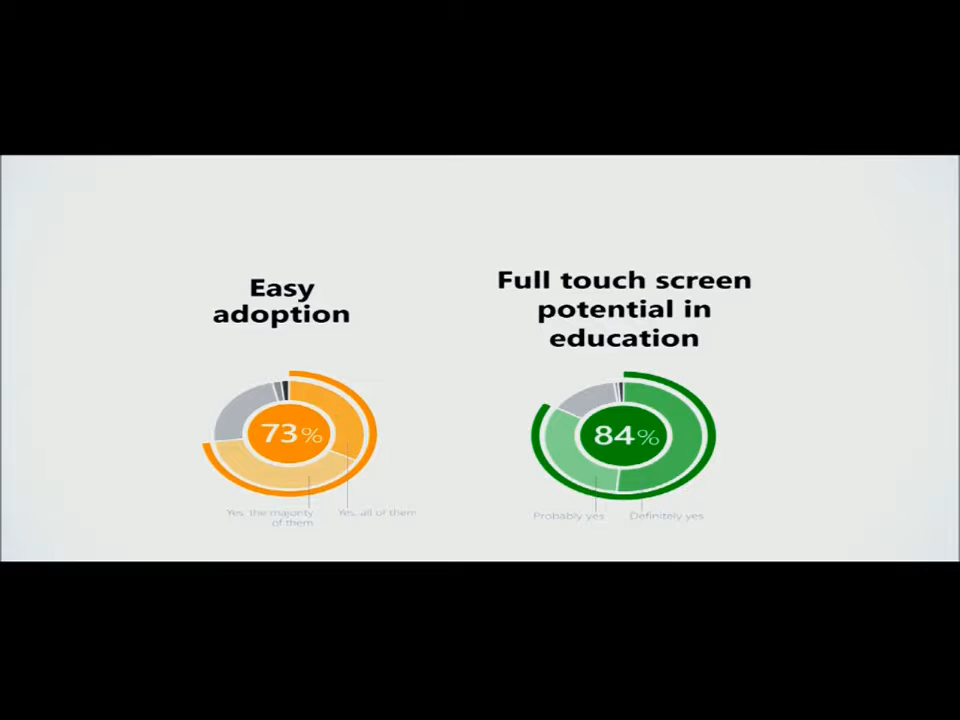 Easy
adoption
Full touch screen
potential in
education
73%
84%
Yes, the majority
of them
Yes, all of them
Probably yes
Definitely yes